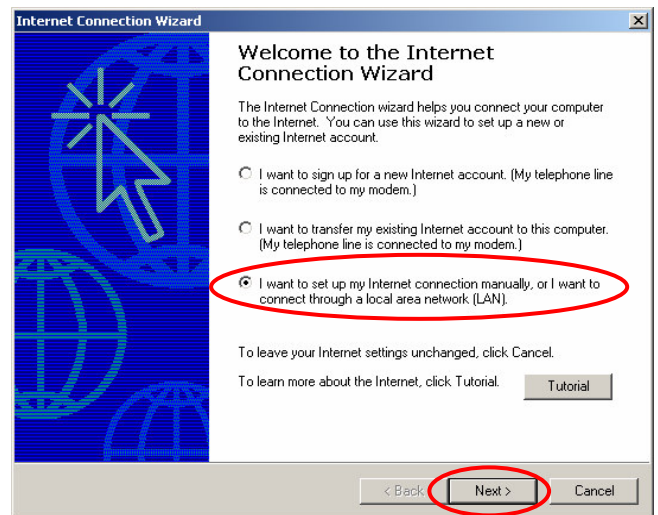 Internet Connection Wizard
Welcome to the Internet
Connection Wizard
The Internet Connection wizard helps you connect your computer
to the Internet. You can use this wizard to set up a new or
existing Internet account.
I want to sign up for a new Internet account. (My telephone line
is connected to my modem.)
I want to transfer my existing Internet account to this computer.
(My telephone line is connected to my modem.)
I want to set up my Internet connection manually, or I want to
connect through a local area network (LAN).
To leave your Internet settings unchanged, click Cancel.
To learn more about the Internet, click Tutorial.
Tutorial
< Back
Next >
Cancel